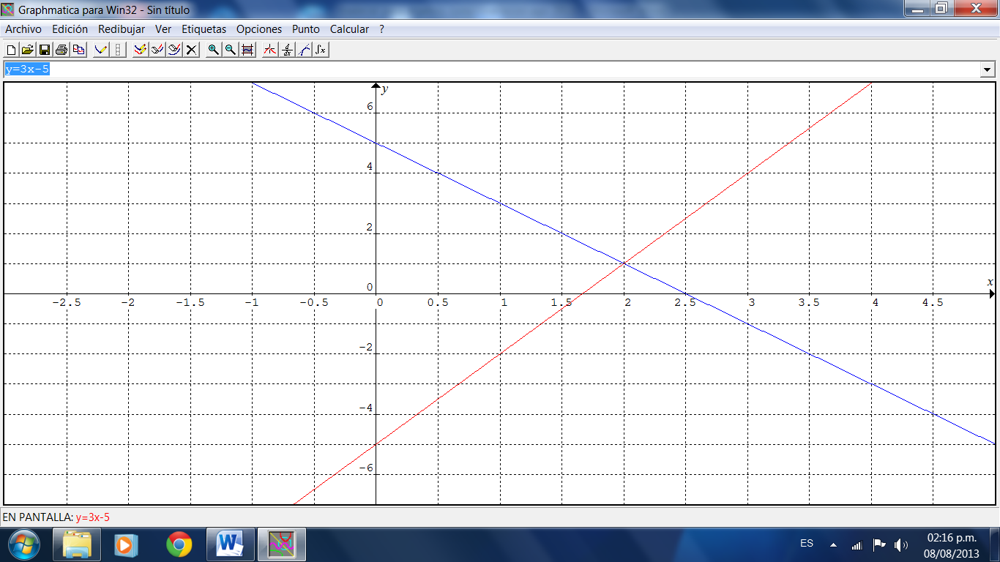 Graphmatica para Win32 - Sin título
Archivo Edición Redibujar Ver Etiquetas Opciones Punto Calcular ?
y=3x-5
y
6
4
2
0
x
-2.5 -2 -1.5 -1 -0.5 0 0.5 1 1.5 2 2.5 3 3.5 4 4.5
-2
-4
-6
EN PANTALLA: y=3x-5
ES
02:16 p.m.
08/08/2013